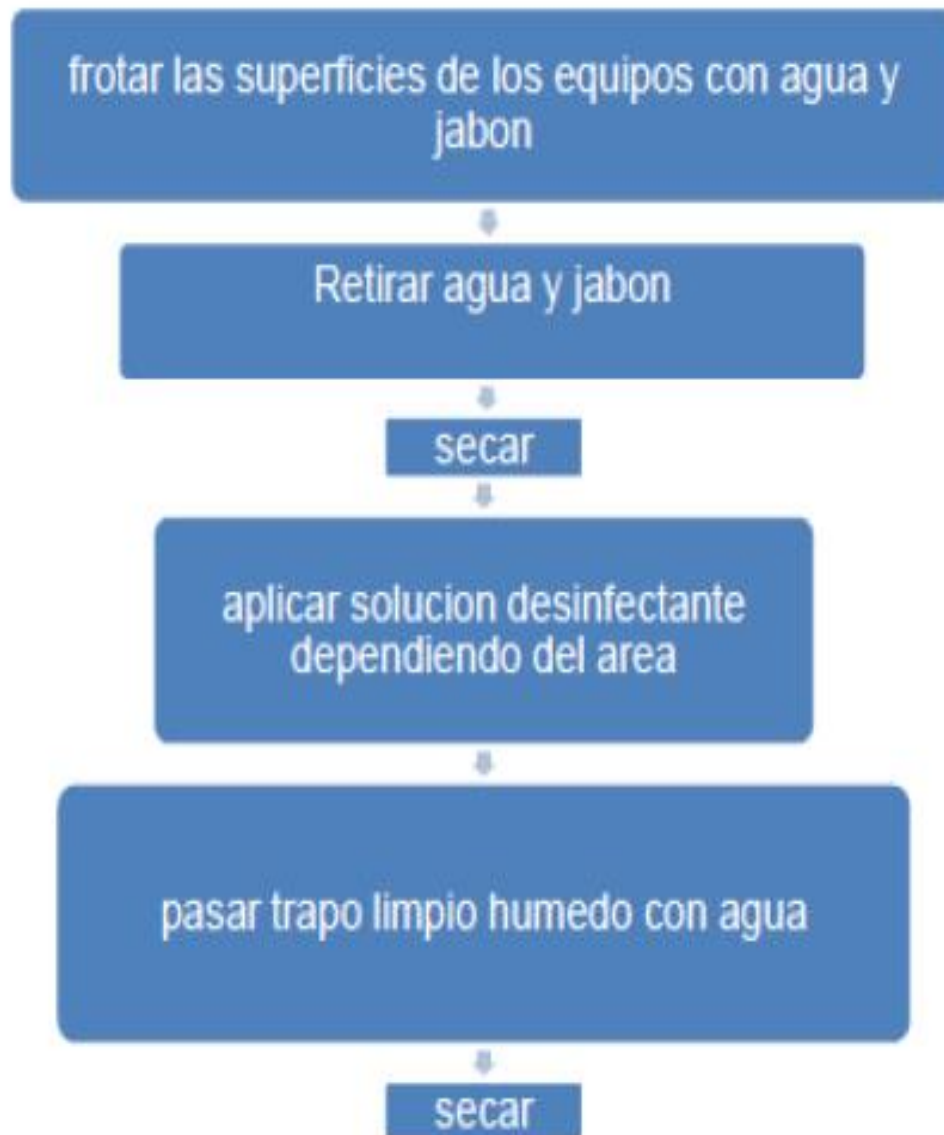 frotar las superficies de los equipos con agua y
jabon
Retirar agua y jabon
secar
aplicar solucion desinfectante
dependiendo del area
pasar trapo limpio humedo con agua
secar